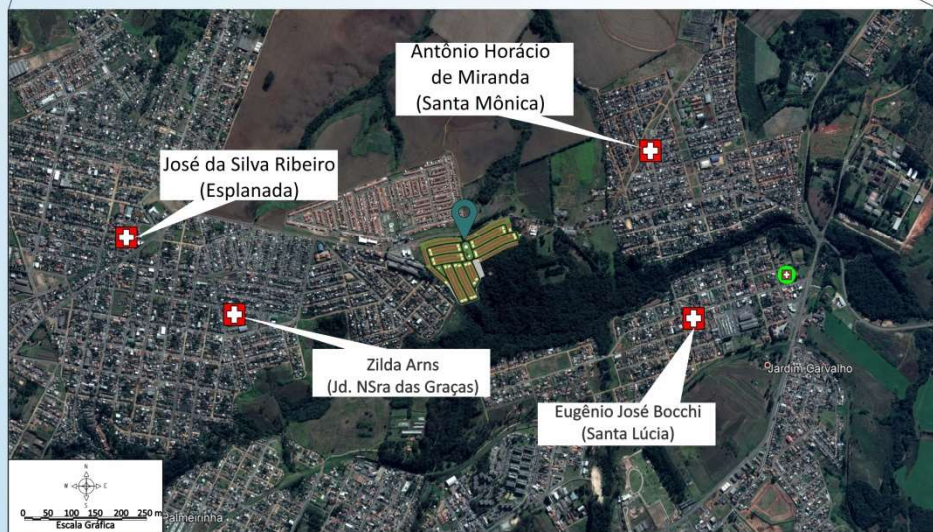 Antônio Horácio
de Miranda
(Santa Mônica)
José da Silva Ribeiro
(Esplanada)
Zilda Arns
(Jd. NSra das Graças)
Jardim Carvalho
Eugênio José Bocchi
(Santa Lúcia)
N
W
E
S
0 50 100 150 200 250 m
Escala Gráfica
Palmeirinha